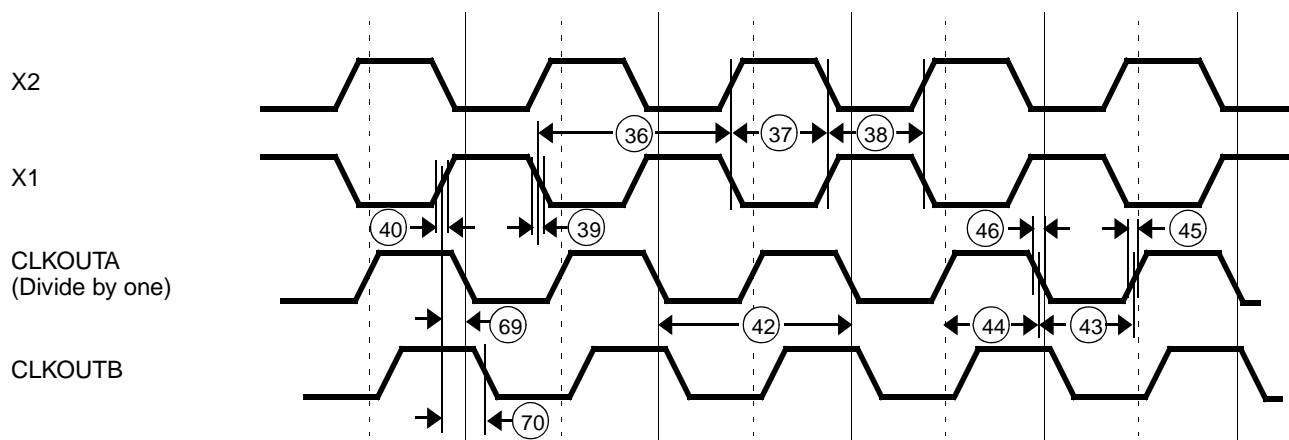 X2
36
37
38
X1
40
39
46
45
CLKOUTA
(Divide by one)
69
42
44
43
CLKOUTB
70